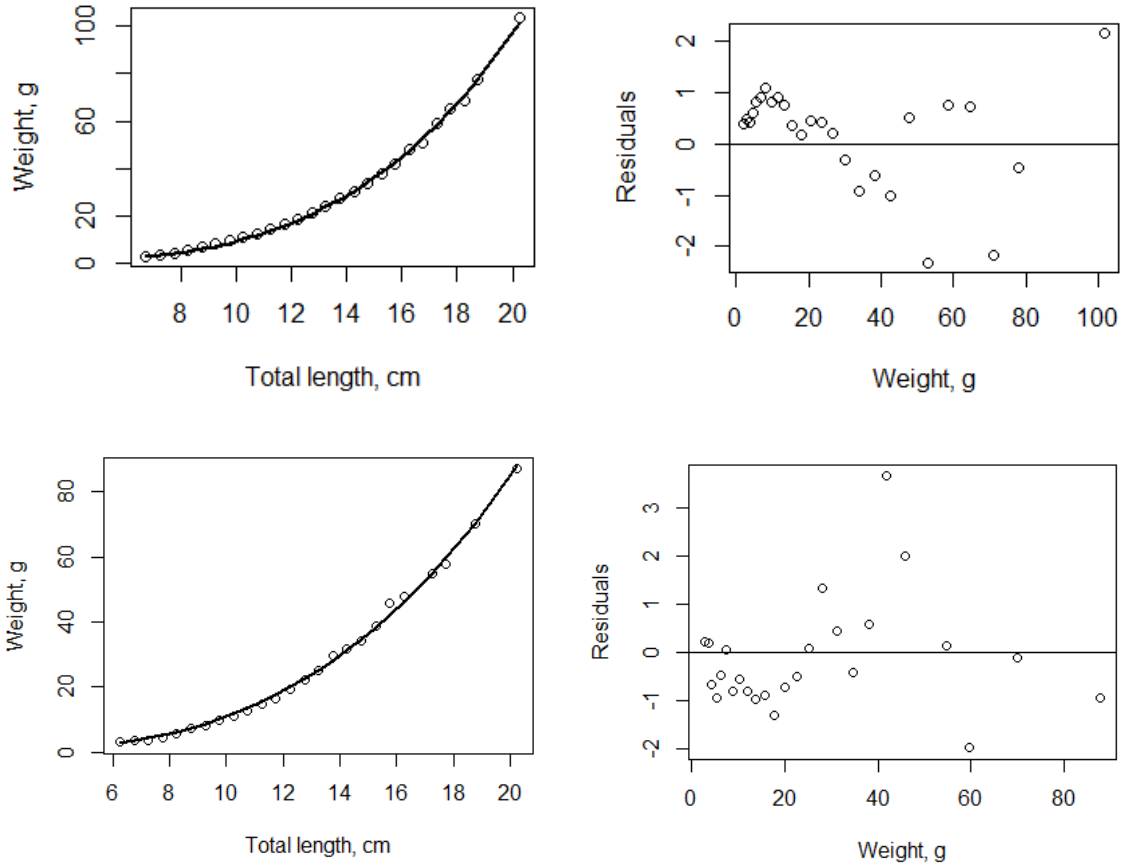 Weight, g
100
60
20
0
8 10 12 14 16 18 20
Total length, cm
Residuals
2
1
0
-1
-2
0 20 40 60 80 100
Weight, g
Weight, g
80
60
40
20
0
6 8 10 12 14 16 18 20
Total length, cm
Residuals
3
2
1
0
-1
-2
0 20 40 60 80
Weight, g